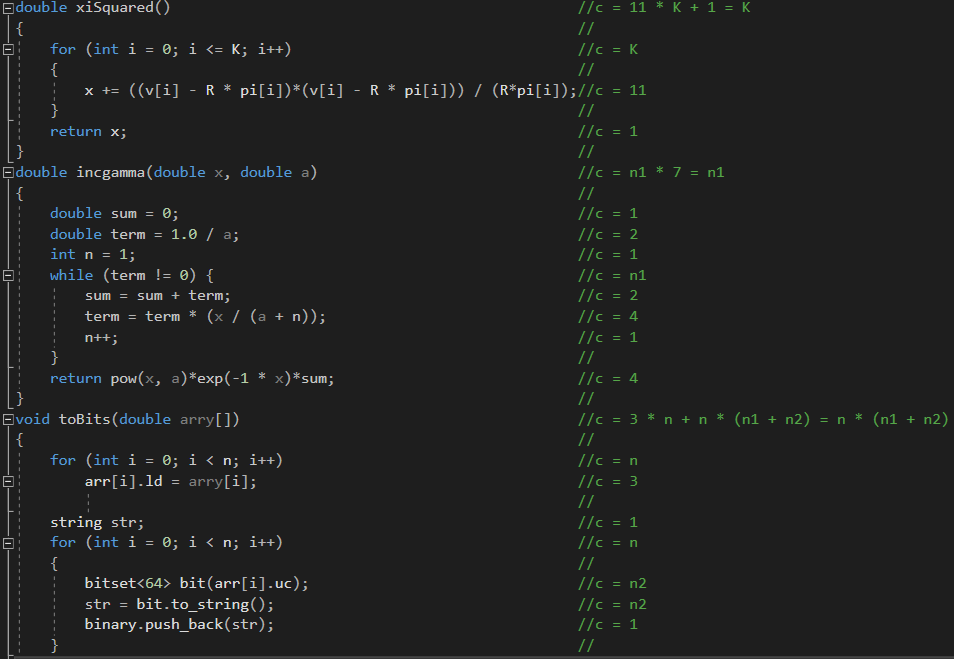 double xiSquared() //c = 11 * K + 1 = K
{ //
for (int i = 0; i <= K; i++) //c = K
{ //
x += ((v[i] - R * pi[i])*(v[i] - R * pi[i])) / (R*pi[i]);//c = 11
} //
return x; //c = 1
} //
double incgamma(double x, double a) //c = n1 * 7 = n1
{ //
double sum = 0; //c = 1
double term = 1.0 / a; //c = 2
int n = 1; //c = 1
while (term != 0) { //c = n1
sum = sum + term; //c = 2
term = term * (x / (a + n)); //c = 4
n++; //c = 1
} //
return pow(x, a)*exp(-1 * x)*sum; //c = 4
} //
void toBits(double arry[]) //c = 3 * n + n * (n1 + n2) = n * (n1 + n2)
{ //
for (int i = 0; i < n; i++) //c = n
arr[i].ld = arry[i]; //c = 3
//
string str; //c = 1
for (int i = 0; i < n; i++) //c = n
{ //
bitset<64> bit(arr[i].uc); //c = n2
str = bit.to_string(); //c = n2
binary.push_back(str); //c = 1
} //